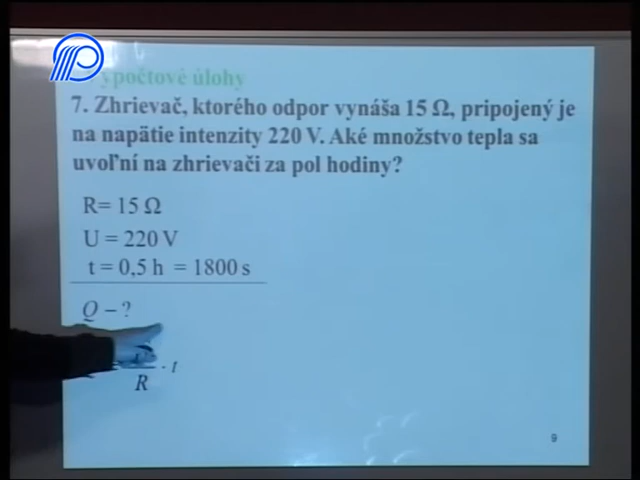 ypočtové úlohy
7. Zhrievač, ktorého odpor vynáša 15 Ω, pripojený je
na napätie intenzity 220 V. Aké množstvo tepla sa
uvoľní na zhrievači za pol hodiny?
R= 15 Ω
U = 220 V
t = 0,5 h = 1800 s
Q – ?
R · t
9